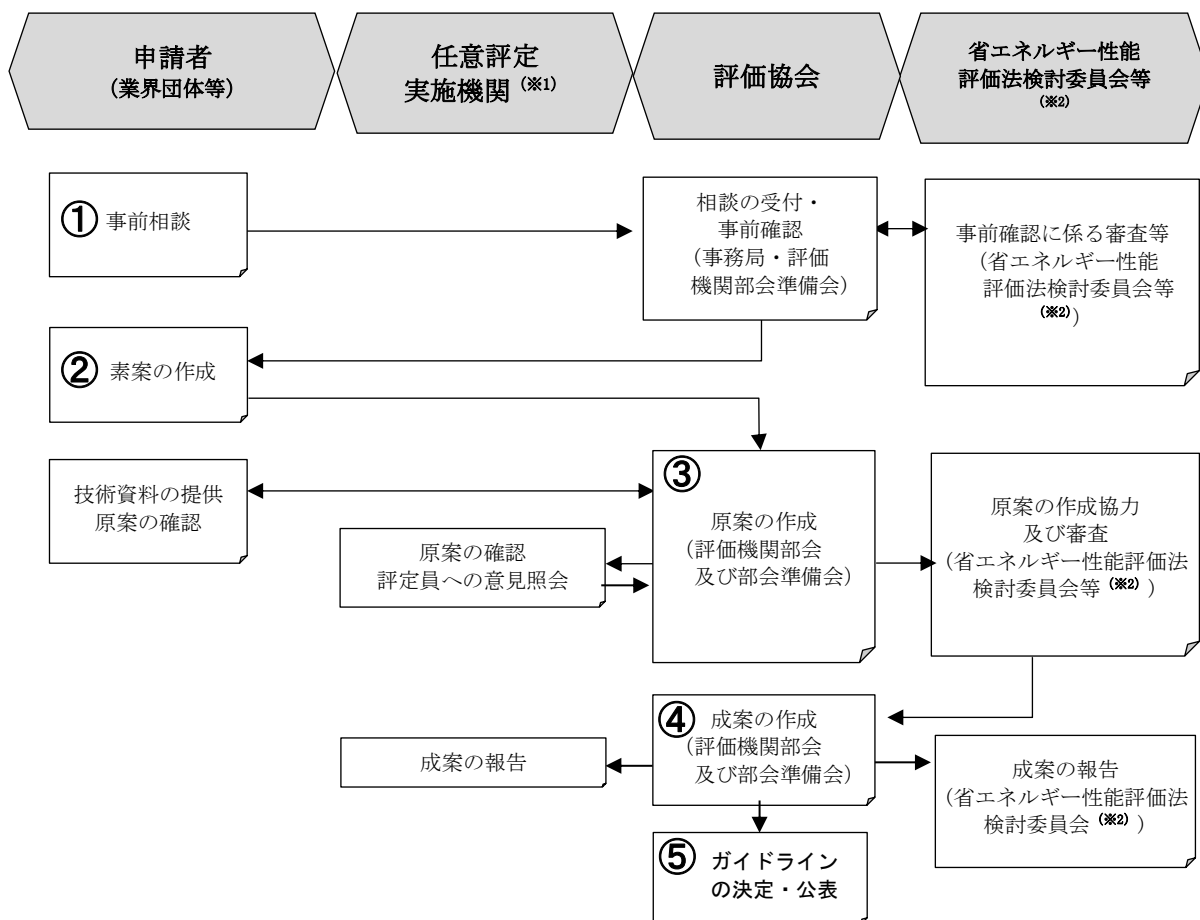 申請者
(業界団体等)
任意評定
実施機関(※1)
評価協会
省エネルギー性能
評価法検討委員会等
(※2)
① 事前相談
相談の受付・
事前確認
(事務局・評価
機関部会準備会)
事前確認に係る審査等
(省エネルギー性能
評価法検討委員会等
(※2))
② 素案の作成
技術資料の提供
原案の確認
原案の確認
評定員への意見照会
③
原案の作成
(評価機関部会
及び部会準備会)
原案の作成協力
及び審査
(省エネルギー性能評価法
検討委員会等(※2))
④ 成案の作成
(評価機関部会
及び部会準備会)
成案の報告
成案の報告
(省エネルギー性能評価法
検討委員会(※2))
⑤ ガイドライン
の決定・公表